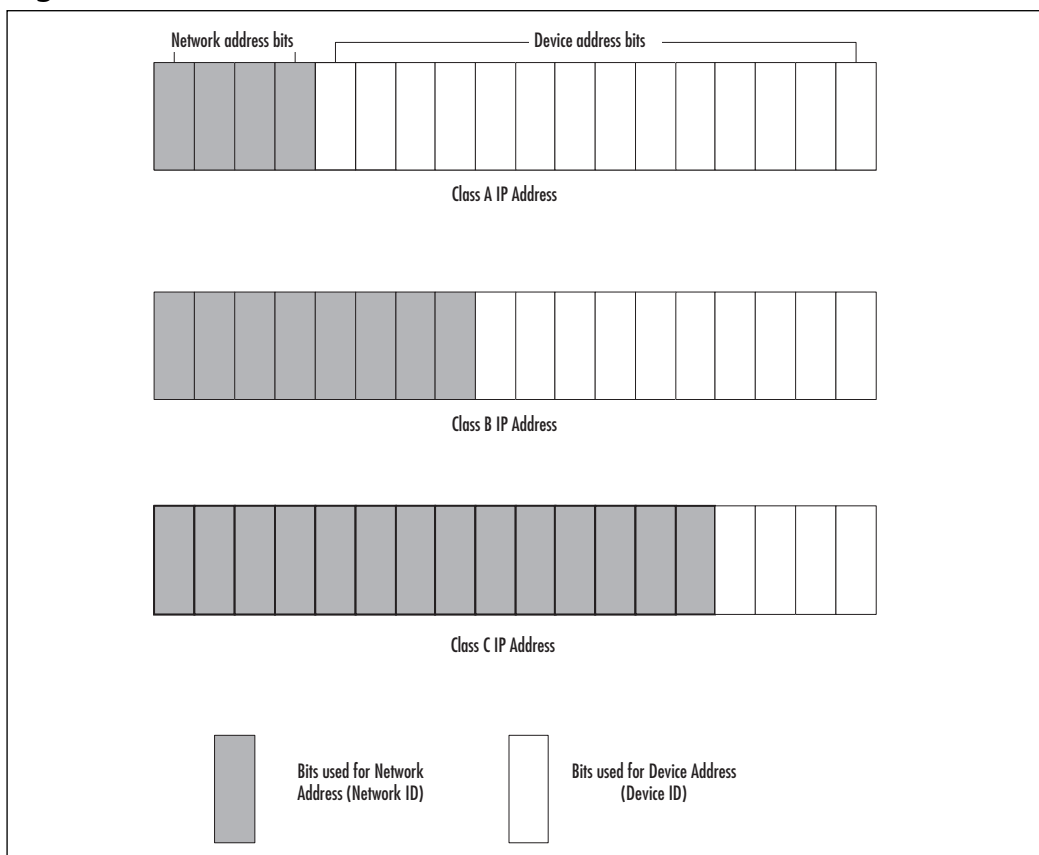 Network address bits
Device address bits
Class A IP Address
Class B IP Address
Class C IP Address
Bits used for Network
Address (Network ID)
Bits used for Device Address
(Device ID)